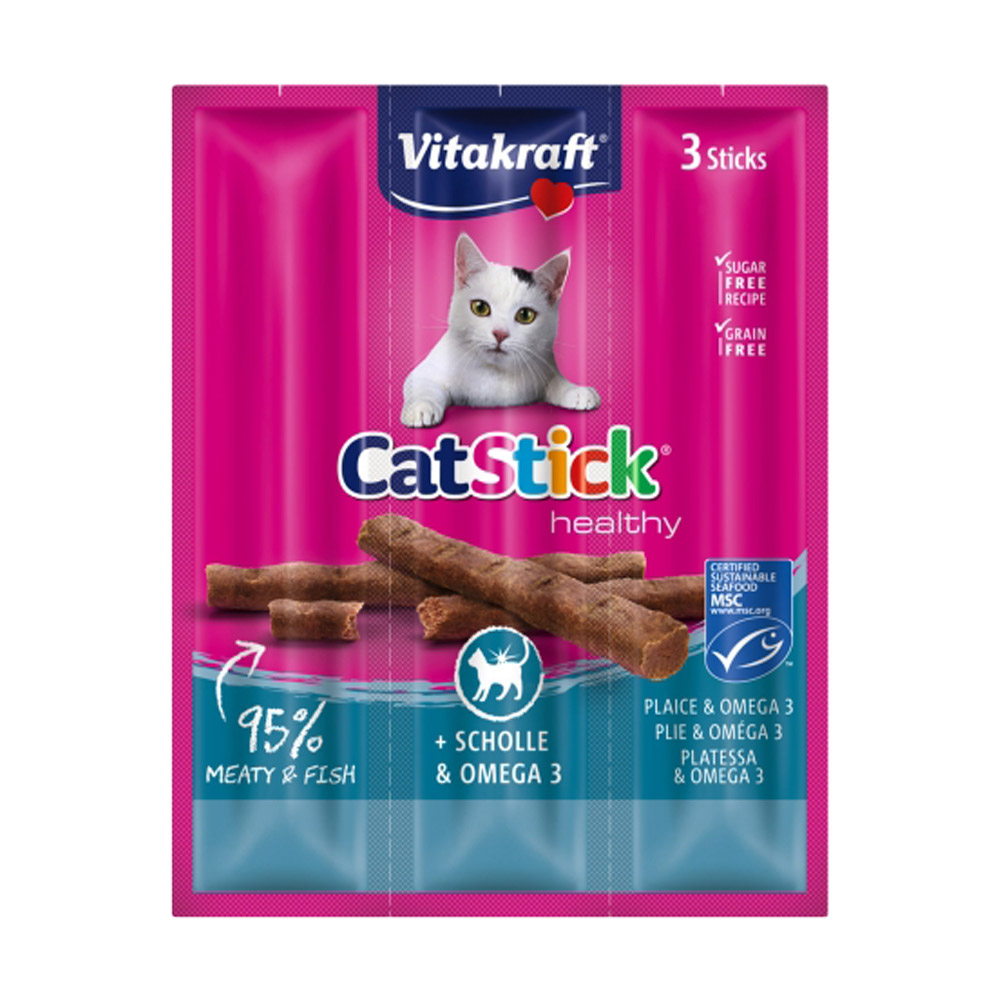 Vitakraft®
3 Sticks
SUGAR
FREE
RECIPE
GRAIN
FREE
CatStick®
healthy
CERTIFIED
SUSTAINABLE
SEAFOOD
MSC
www.msc.org
™
95%
MEATY & FISH
+ SCHOLLE
& OMEGA 3
PLAICE & OMEGA 3
PLIE & OMÉGA 3
PLATESSA
& OMEGA 3